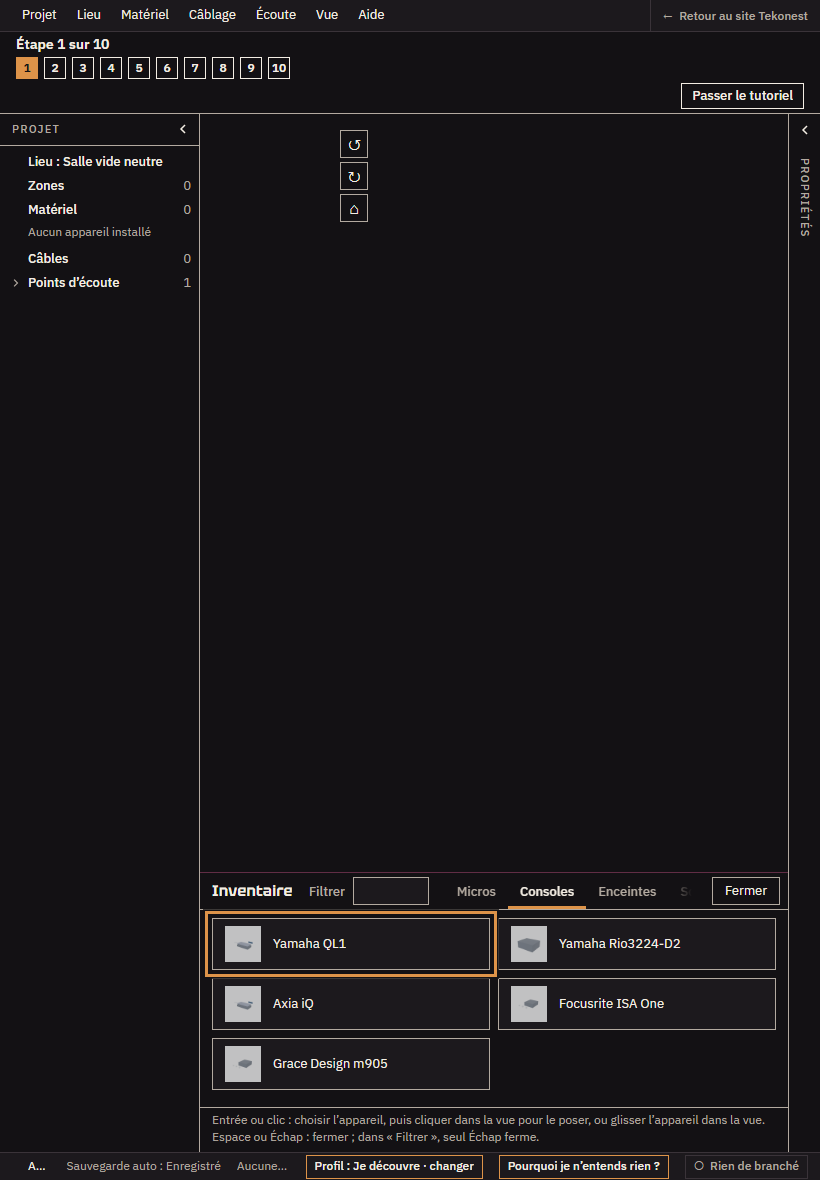 Projet Lieu Matériel Câblage Écoute Vue Aide ← Retour au site Tekonest
Étape 1 sur 10
1 2 3 4 5 6 7 8 9 10
Passer le tutoriel
PROJET
Lieu : Salle vide neutre
Zones 0
Matériel 0
Aucun appareil installé
Câbles 0
Points d’écoute 1
PROPRIÉTÉS
Inventaire Filtrer Micros Consoles Enceintes Fermer
Yamaha QL1
Yamaha Rio3224-D2
Axia iQ
Focusrite ISA One
Grace Design m905
Entrée ou clic : choisir l’appareil, puis cliquer dans la vue pour le poser, ou glisser l’appareil dans la vue.
Espace ou Échap : fermer ; dans « Filtrer », seul Échap ferme.
A... Sauvegarde auto : Enregistré Aucune... Profil : Je découvre · changer Pourquoi je n’entends rien ? Rien de branché